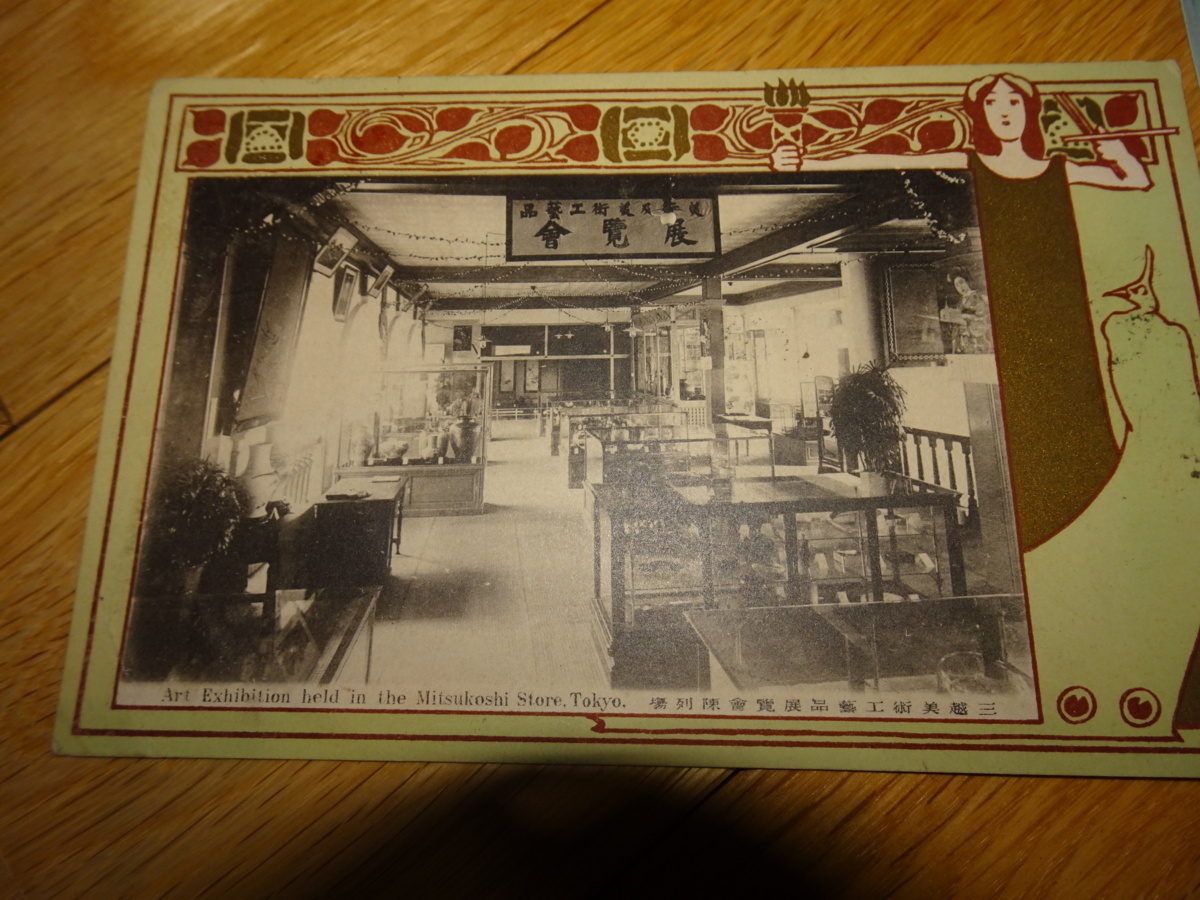 美及美術工藝品
展覽會
Art Exhibition held in the Mitsukoshi Store, Tokyo.
三越美術工藝品展覽會陳列場